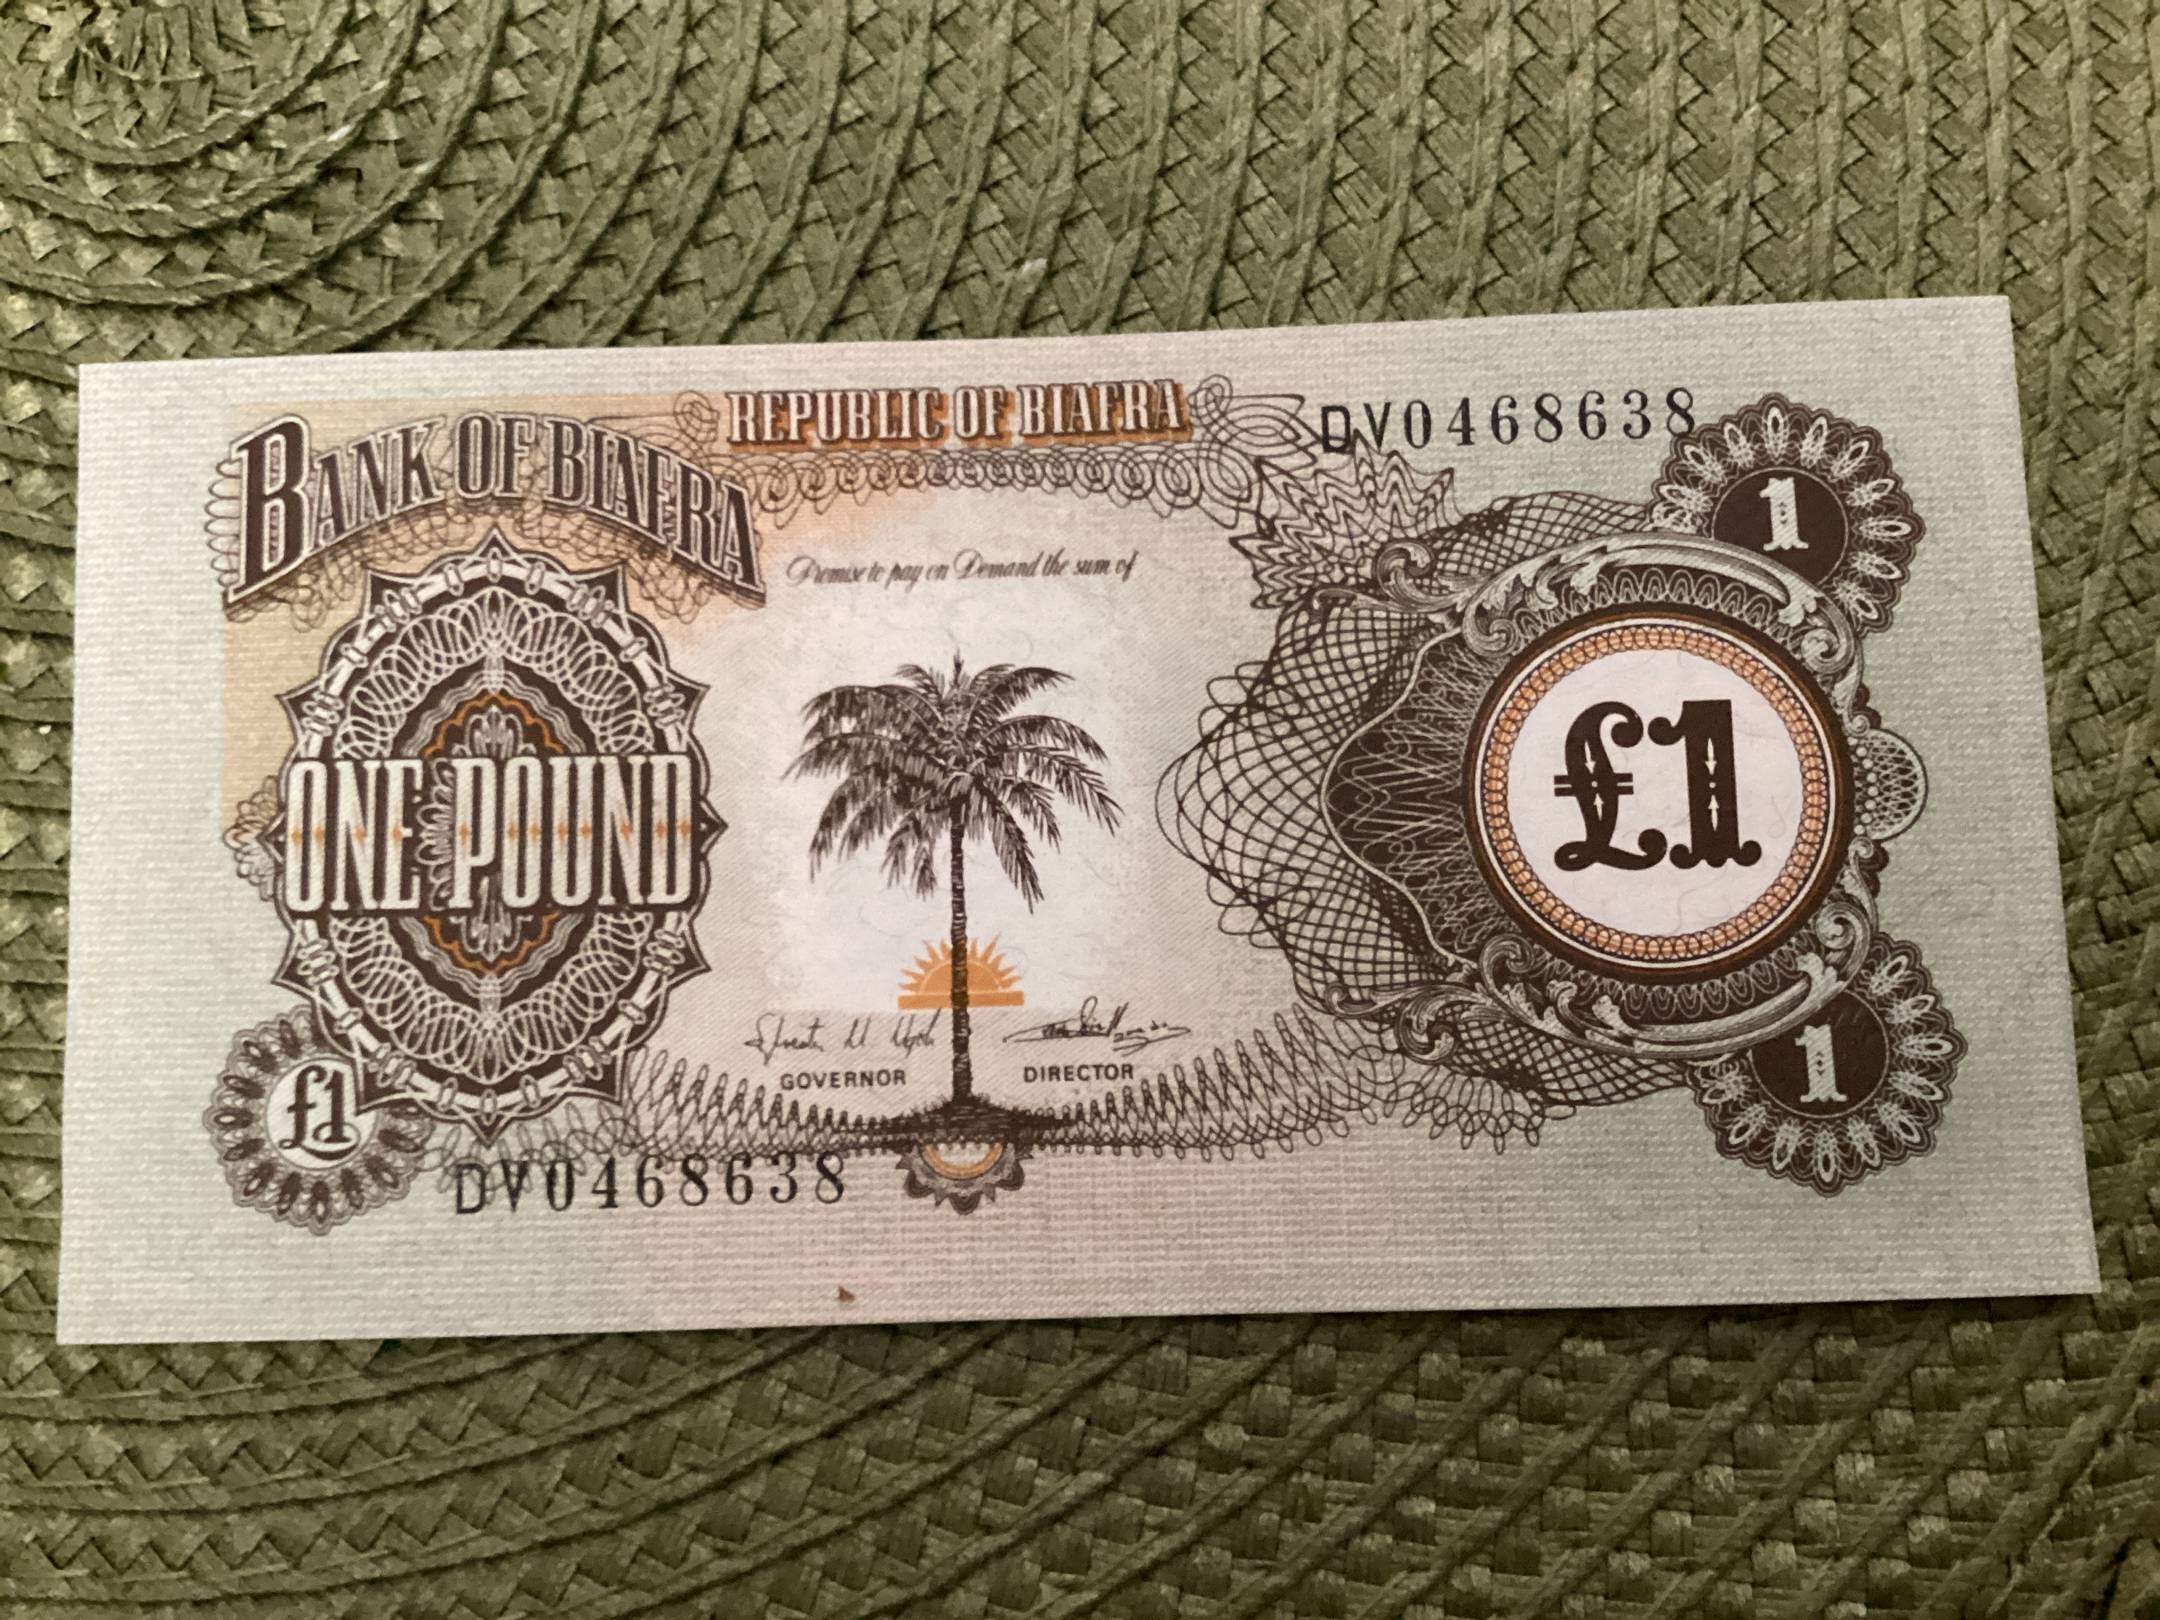 REPUBLIC OF BIAFRA
DV0468638
BANK OF BIAFRA
1
Promise to pay on Demand the sum of
ONE POUND
£1
GOVERNOR
DIRECTOR
£1
1
DV0468638